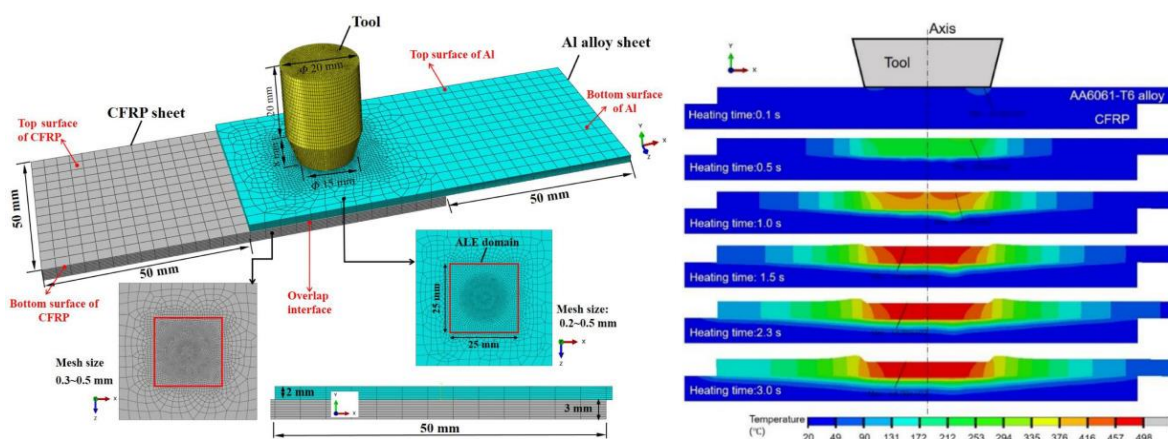 Tool
Φ 20 mm
20 mm
8 mm
Φ 15 mm
Top surface of Al
Al alloy sheet
Bottom surface
of Al
CFRP sheet
Top surface
of CFRP
50 mm
50 mm
50 mm
Bottom surface of
CFRP
Overlap
interface
ALE domain
25 mm
25 mm
Mesh size:
0.2~0.5 mm
Mesh size
0.3~0.5 mm
2 mm
3 mm
50 mm
Axis
Tool
AA6061-T6 alloy
CFRP
Heating time:0.1 s
Heating time:0.5 s
Heating time:1.0 s
Heating time: 1.5 s
Heating time: 2.3 s
Heating time:3.0 s
Temperature
(℃)
20 49 90 131 172 212 253 294 335 376 416 457 498